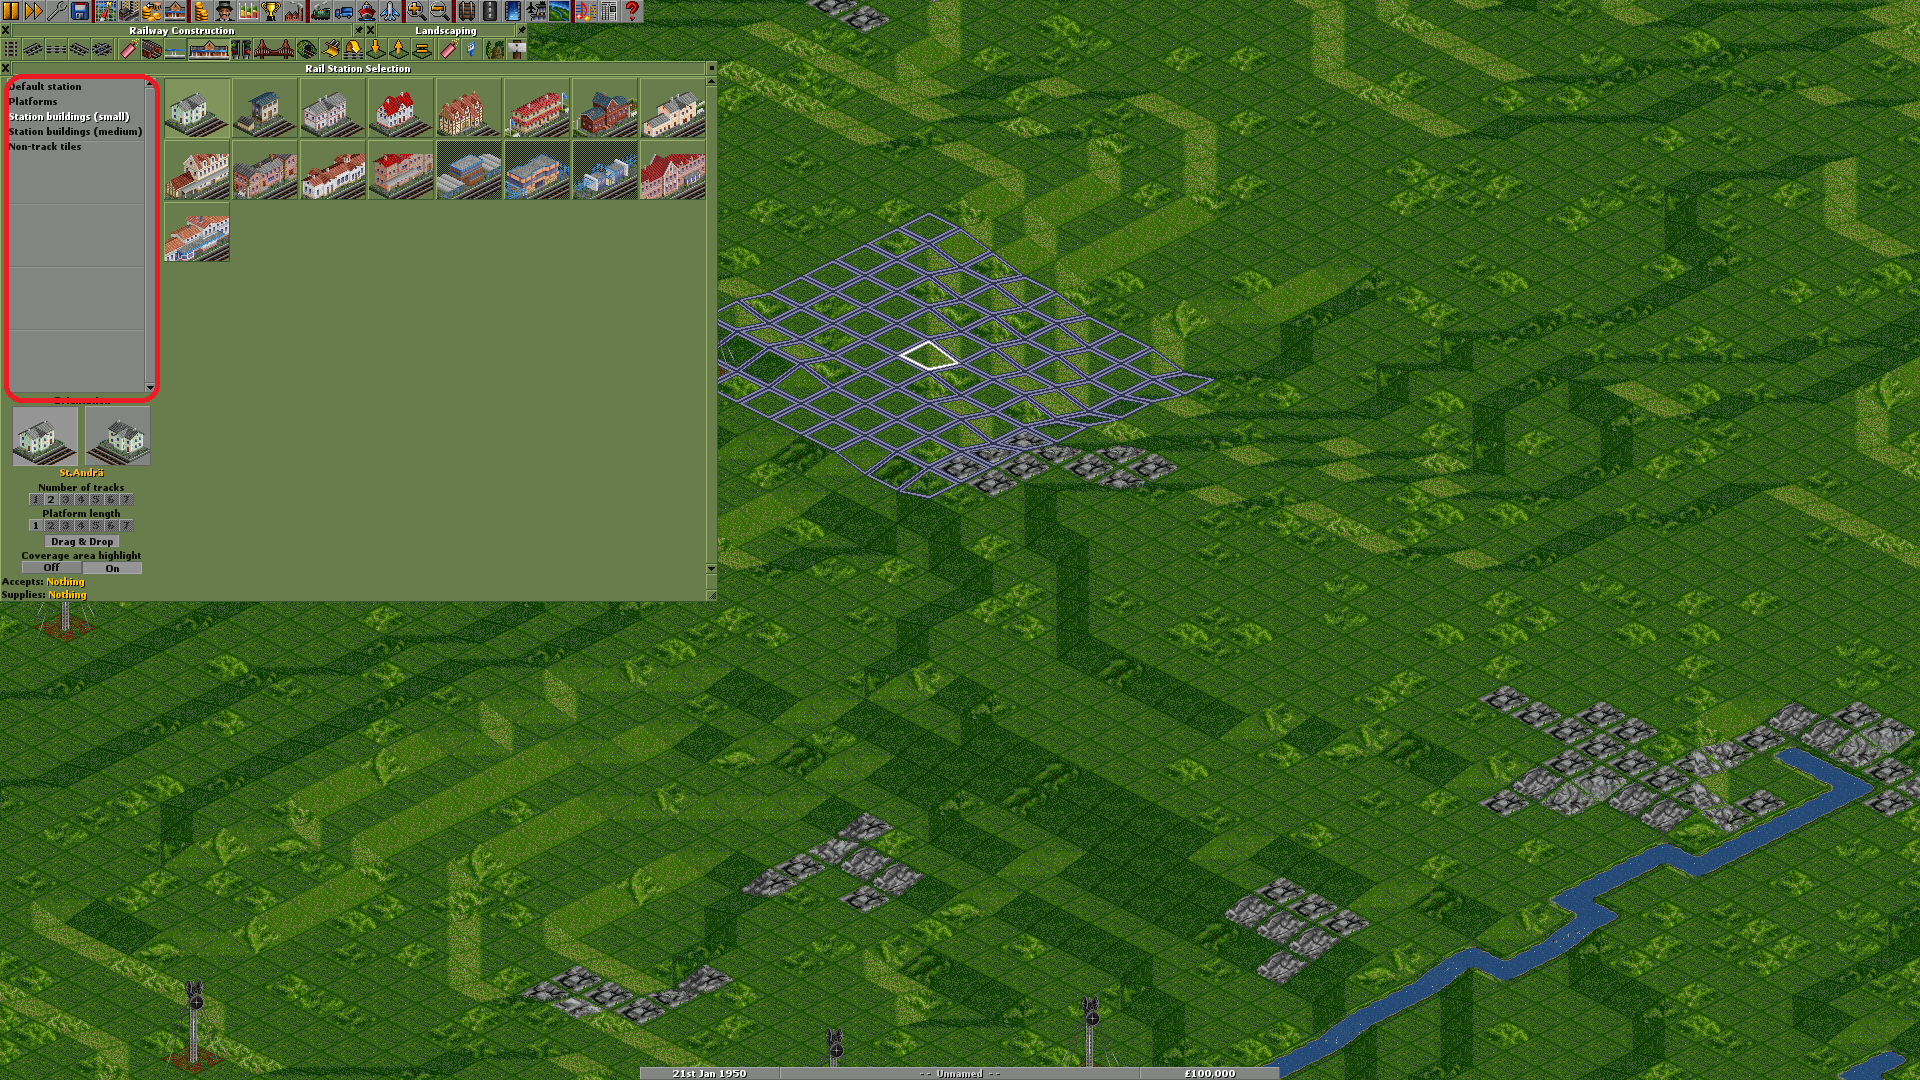 Railway Construction
Landscaping
Rail Station Selection
Default station
Platforms
Station buildings (small)
Station buildings (medium)
Non-track tiles
St.Andrä
Number of tracks
1 2 3 4 5 6 7
Platform length
1 2 3 4 5 6 7
Drag & Drop
Coverage area highlight
Off On
Accepts: Nothing
Supplies: Nothing
21st Jan 1950
-- Unnamed --
£100,000